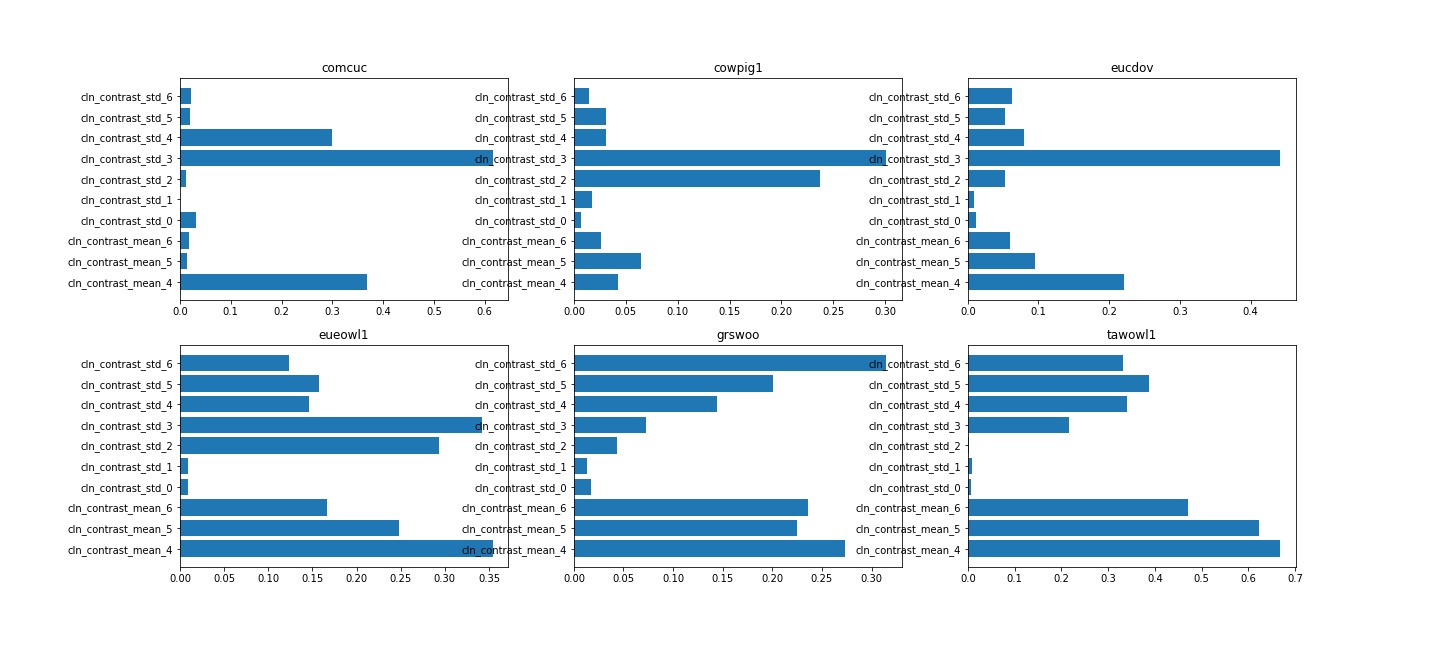 comcuc
cln_contrast_std_6
cln_contrast_std_5
cln_contrast_std_4
cln_contrast_std_3
cln_contrast_std_2
cln_contrast_std_1
cln_contrast_std_0
cln_contrast_mean_6
cln_contrast_mean_5
cln_contrast_mean_4
0.0 0.1 0.2 0.3 0.4 0.5 0.6
cowpig1
cln_contrast_std_6
cln_contrast_std_5
cln_contrast_std_4
cln_contrast_std_3
cln_contrast_std_2
cln_contrast_std_1
cln_contrast_std_0
cln_contrast_mean_6
cln_contrast_mean_5
cln_contrast_mean_4
0.00 0.05 0.10 0.15 0.20 0.25 0.30
eucdov
cln_contrast_std_6
cln_contrast_std_5
cln_contrast_std_4
cln_contrast_std_3
cln_contrast_std_2
cln_contrast_std_1
cln_contrast_std_0
cln_contrast_mean_6
cln_contrast_mean_5
cln_contrast_mean_4
0.0 0.1 0.2 0.3 0.4
eueowl1
cln_contrast_std_6
cln_contrast_std_5
cln_contrast_std_4
cln_contrast_std_3
cln_contrast_std_2
cln_contrast_std_1
cln_contrast_std_0
cln_contrast_mean_6
cln_contrast_mean_5
cln_contrast_mean_4
0.00 0.05 0.10 0.15 0.20 0.25 0.30 0.35
grswoo
cln_contrast_std_6
cln_contrast_std_5
cln_contrast_std_4
cln_contrast_std_3
cln_contrast_std_2
cln_contrast_std_1
cln_contrast_std_0
cln_contrast_mean_6
cln_contrast_mean_5
cln_contrast_mean_4
0.00 0.05 0.10 0.15 0.20 0.25 0.30
tawowl1
cln_contrast_std_6
cln_contrast_std_5
cln_contrast_std_4
cln_contrast_std_3
cln_contrast_std_2
cln_contrast_std_1
cln_contrast_std_0
cln_contrast_mean_6
cln_contrast_mean_5
cln_contrast_mean_4
0.0 0.1 0.2 0.3 0.4 0.5 0.6 0.7